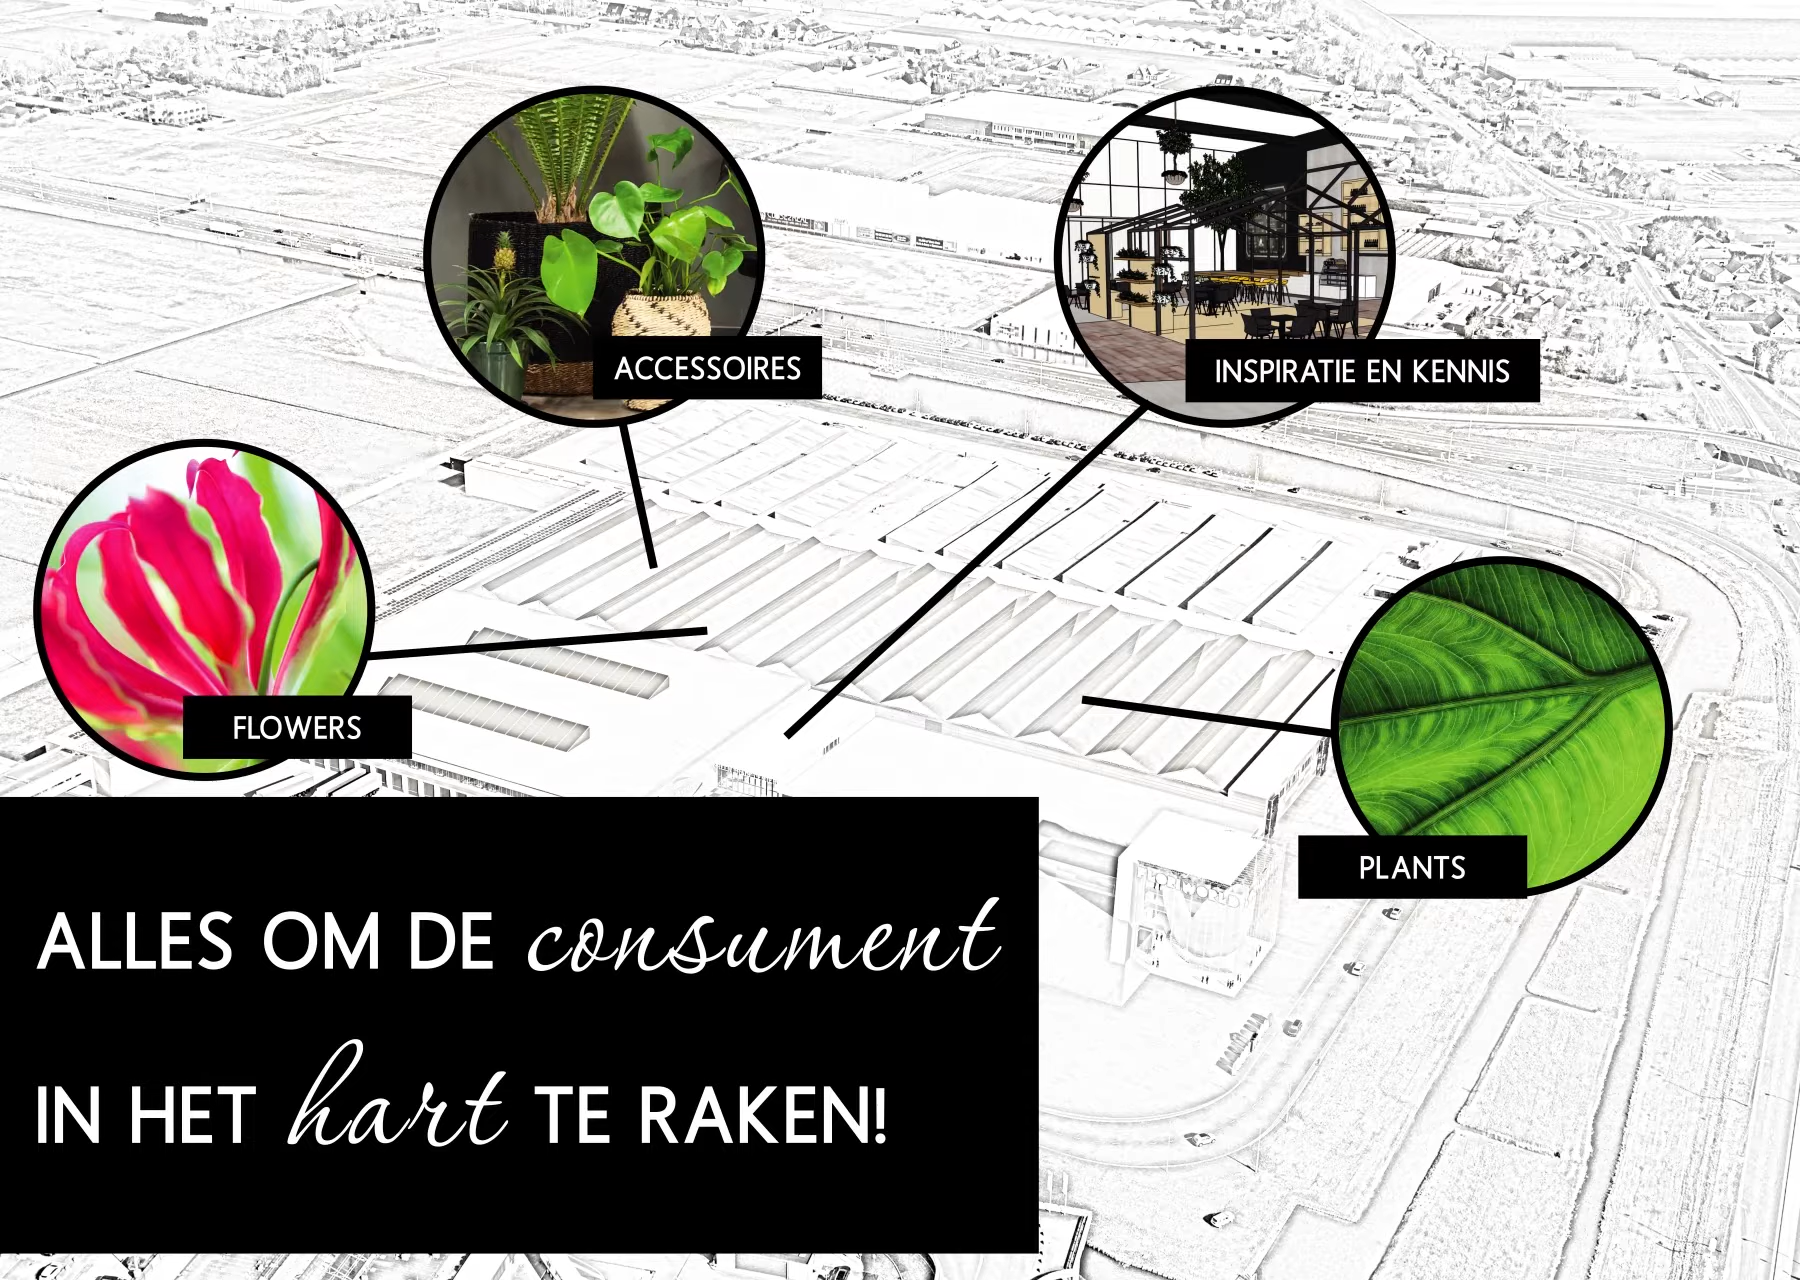 ACCESSOIRES
INSPIRATIE EN KENNIS
FLOWERS
PLANTS
ALLES OM DE consument
IN HET hart TE RAKEN!